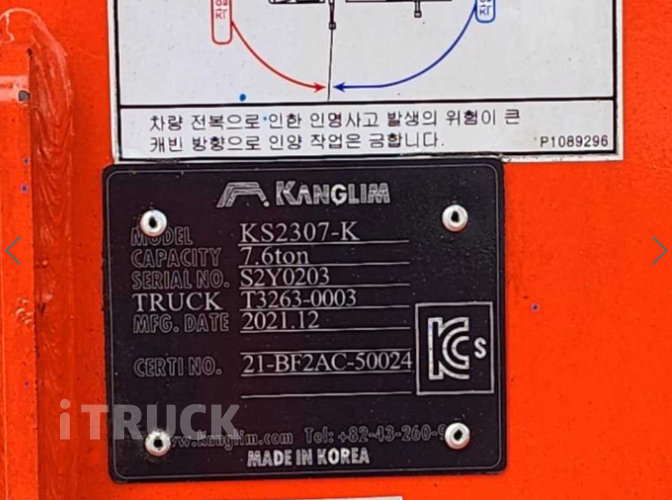 차량 전복으로 인한 인명사고 발생의 위험이 큰
캐빈 방향으로 인양 작업은 금합니다.
P1089296
KANGLIM
MODEL KS2307-K
CAPACITY 7.6ton
SERIAL NO. S2Y0203
TRUCK T3263-0003
MFG. DATE 2021.12
CERTI NO. 21-BF2AC-50024
KC s
iTRUCK
www.kanglim.com Tel: +82-43-260-
MADE IN KOREA